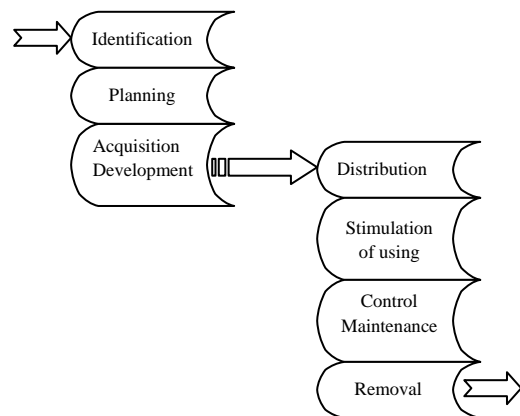 Identification
Planning
Acquisition
Development
Distribution
Stimulation
of using
Control
Maintenance
Removal